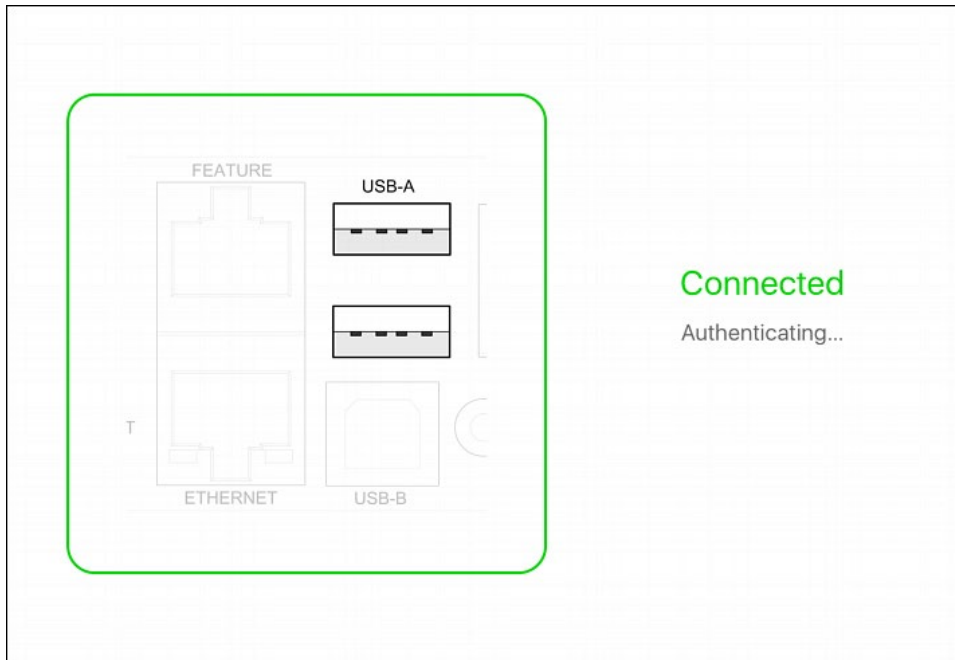 FEATURE
USB-A
T
ETHERNET
USB-B
Connected
Authenticating...